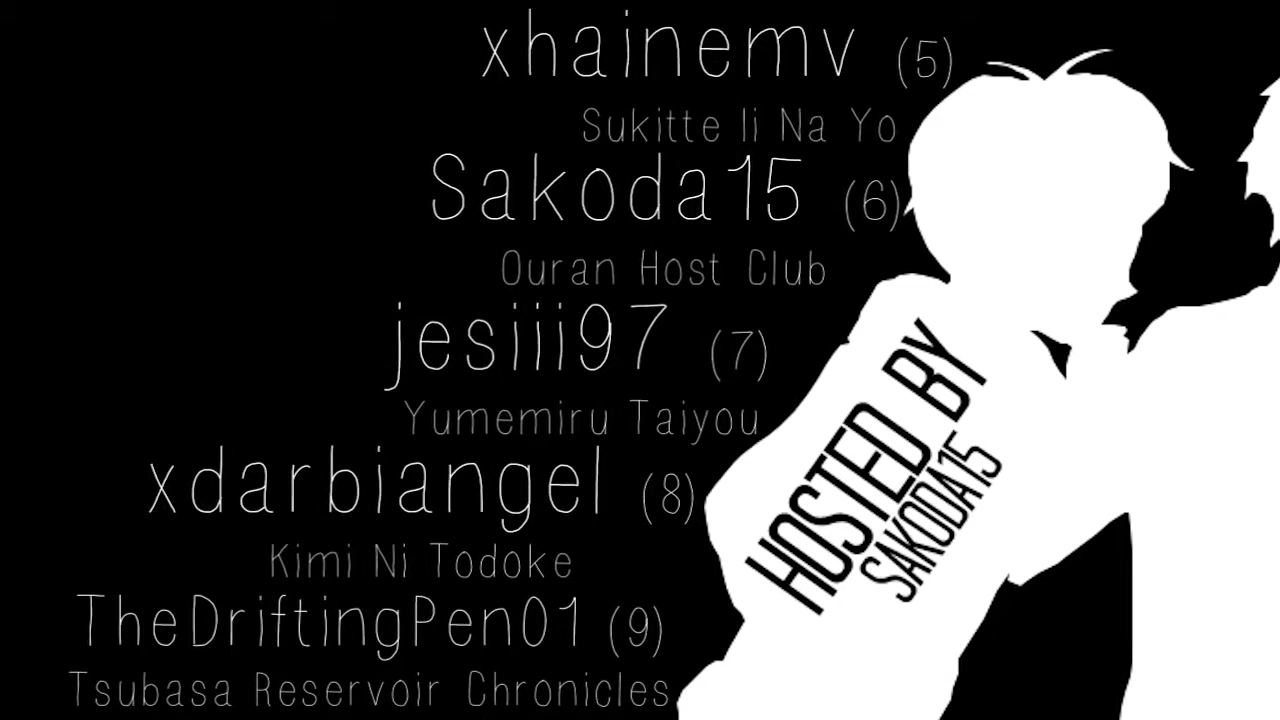 xhainemv (5)
Sukitte Ii Na Yo
Sakoda15 (6)
Ouran Host Club
jesiii97 (7)
Yumemiru Taiyou
xdarbiangel (8)
Kimi Ni Todoke
TheDriftingPen01 (9)
Tsubasa Reservoir Chronicles
HOSTED BY
SAKODA15